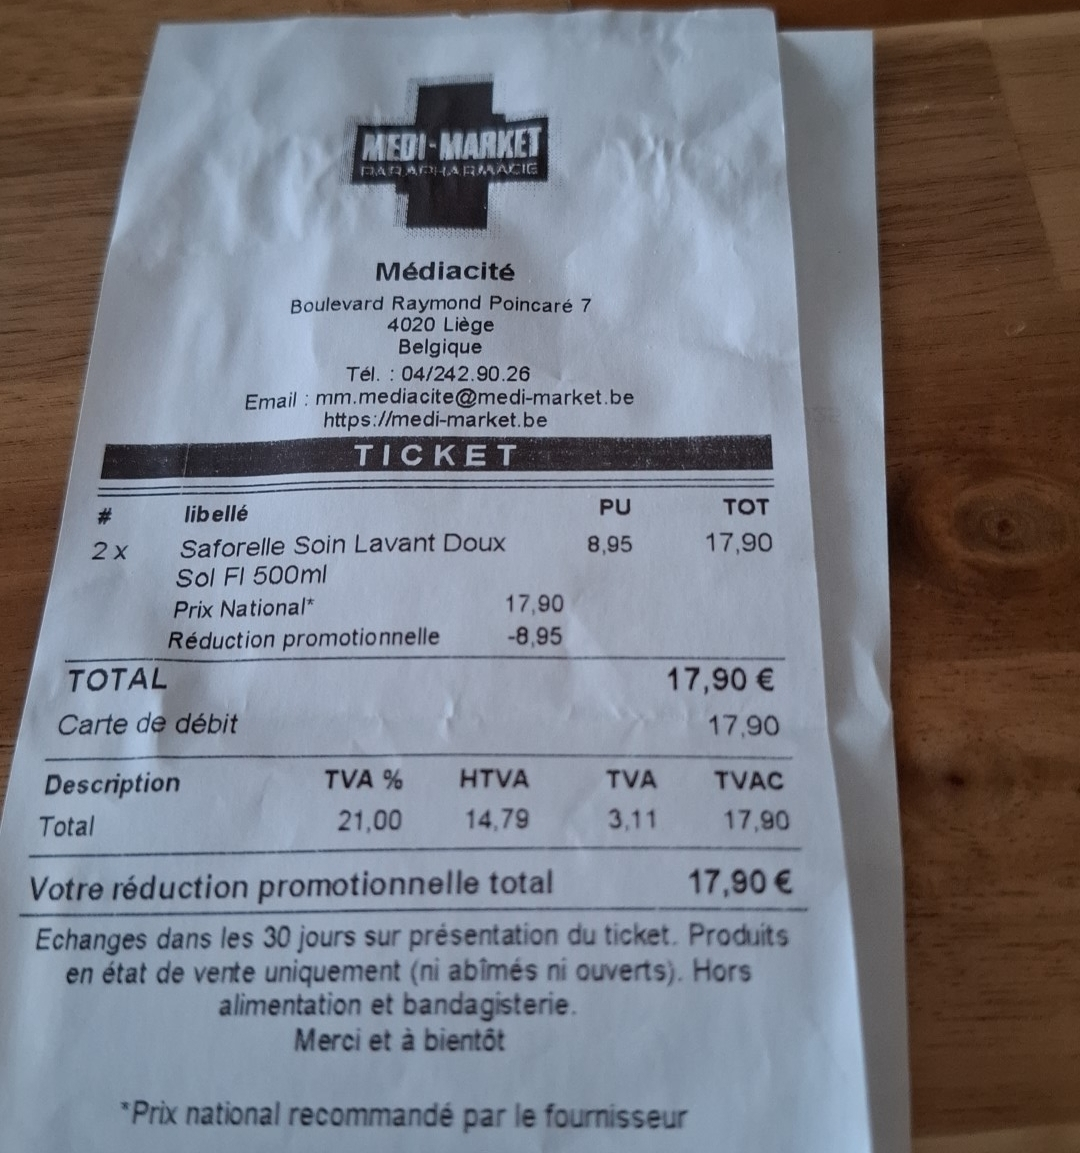 MEDI-MARKET
PARAPHARMACIE
Médiacité
Boulevard Raymond Poincaré 7
4020 Liège
Belgique
Tél. : 04/242.90.26
Email : mm.mediacite@medi-market.be
https://medi-market.be
TICKET
# libellé PU TOT
2 x Saforelle Soin Lavant Doux 8,95 17,90
Sol Fl 500ml
Prix National* 17,90
Réduction promotionnelle -8,95
TOTAL 17,90 €
Carte de débit 17,90
Description TVA % HTVA TVA TVAC
Total 21,00 14,79 3,11 17,90
Votre réduction promotionnelle total 17,90 €
Echanges dans les 30 jours sur présentation du ticket. Produits
en état de vente uniquement (ni abîmés ni ouverts). Hors
alimentation et bandagisterie.
Merci et à bientôt
*Prix national recommandé par le fournisseur